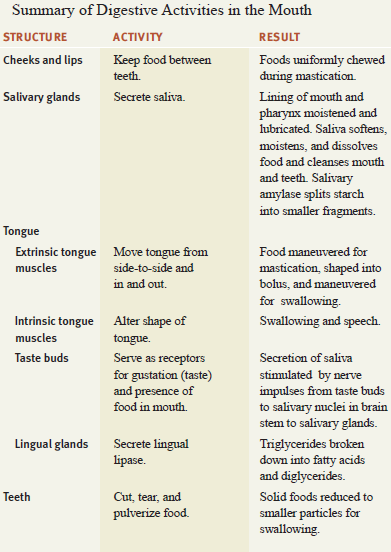 Summary of Digestive Activities in the Mouth
STRUCTURE ACTIVITY RESULT
Cheeks and lips Keep food between Foods uniformly chewed
teeth. during mastication.
Salivary glands Secrete saliva. Lining of mouth and
pharynx moistened and
lubricated. Saliva softens,
moistens, and dissolves
food and cleanses mouth
and teeth. Salivary
amylase splits starch
into smaller fragments.
Tongue
Extrinsic tongue Move tongue from Food maneuvered for
muscles side-to-side and mastication, shaped into
in and out. bolus, and maneuvered
for swallowing.
Intrinsic tongue Alter shape of Swallowing and speech.
muscles tongue.
Taste buds Serve as receptors Secretion of saliva
for gustation (taste) stimulated by nerve
and presence of impulses from taste buds
food in mouth. to salivary nuclei in brain
stem to salivary glands.
Lingual glands Secrete lingual Triglycerides broken
lipase. down into fatty acids
and diglycerides.
Teeth Cut, tear, and Solid foods reduced to
pulverize food. smaller particles for
swallowing.